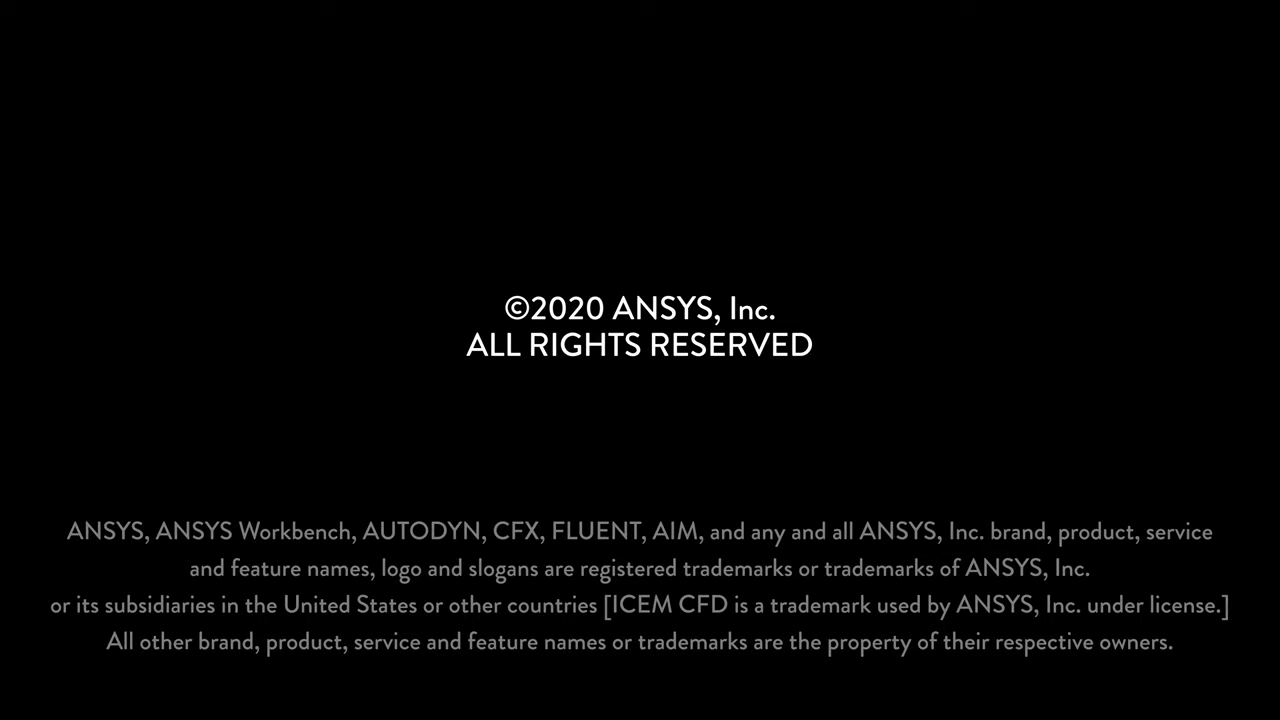 ©2020 ANSYS, Inc.
ALL RIGHTS RESERVED
ANSYS, ANSYS Workbench, AUTODYN, CFX, FLUENT, AIM, and any and all ANSYS, Inc. brand, product, service
and feature names, logo and slogans are registered trademarks or trademarks of ANSYS, Inc.
or its subsidiaries in the United States or other countries [ICEM CFD is a trademark used by ANSYS, Inc. under license.]
All other brand, product, service and feature names or trademarks are the property of their respective owners.